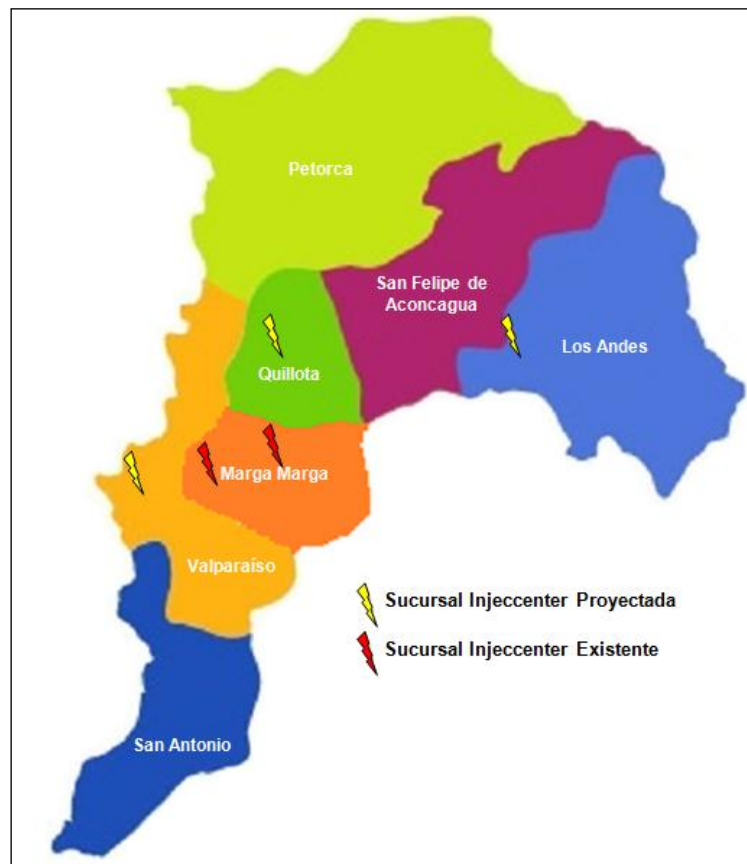 Petorca
San Felipe de
Aconcagua
Los Andes
Quillota
Marga Marga
Valparaíso
Sucursal Injeccenter Proyectada
Sucursal Injeccenter Existente
San Antonio